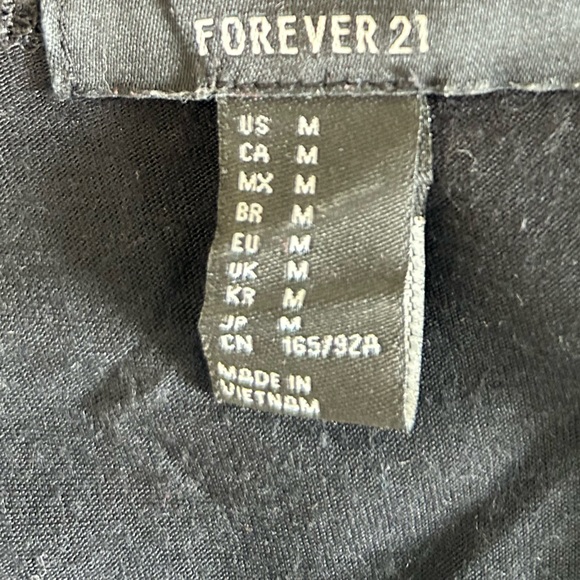 FOREVER 21
US M
CA M
MX M
BR M
EU M
UK M
KR M
JP M
CN 165/92A
MADE IN
VIETNAM